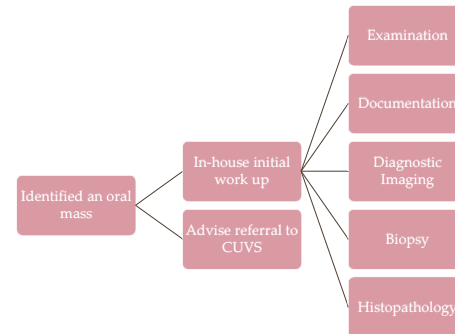 Identified an oral
mass
In-house initial
work up
Advise referral to
CUVS
Examination
Documentation
Diagnostic
Imaging
Biopsy
Histopathology